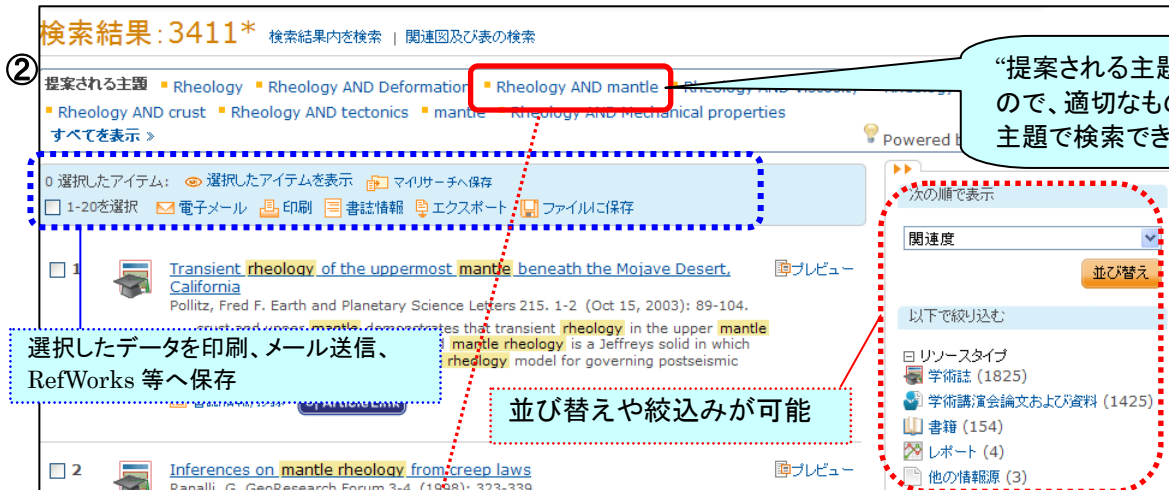 検索結果:3411* 検索結果内を検索 | 関連図及び表の検索
②
提案される主題 Rheology Rheology AND Deformation Rheology AND mantle Rheology AND
Rheology AND crust Rheology AND tectonics mantle Rheology AND Mechanical properties
すべてを表示 »
Powered
“提案される主題
ので、適切なもの
主題で検索でき
0 選択したアイテム: 選択したアイテムを表示 マイリサーチへ保存
1-20を選択 電子メール 印刷 書誌情報 エクスポート ファイルに保存
次の順で表示
関連度
並び替え
以下で絞り込む
リソースタイプ
学術誌 (1825)
学術講演会論文および資料 (1425)
書籍 (154)
レポート (4)
他の情報源 (3)
1 Transient rheology of the uppermost mantle beneath the Mojave Desert, プレビュー
California
Pollitz, Fred F. Earth and Planetary Science Letters 215. 1-2 (Oct 15, 2003): 89-104.
crust and upper mantle demonstrates that transient rheology in the upper mantle
mantle rheology is a Jeffreys solid in which
rheology model for governing postseismic
選択したデータを印刷、メール送信、
RefWorks 等へ保存
並び替えや絞込みが可能
2 Inferences on mantle rheology from creep laws プレビュー
Ranalli, G. GeoResearch Forum 3-4 (1998): 323-339